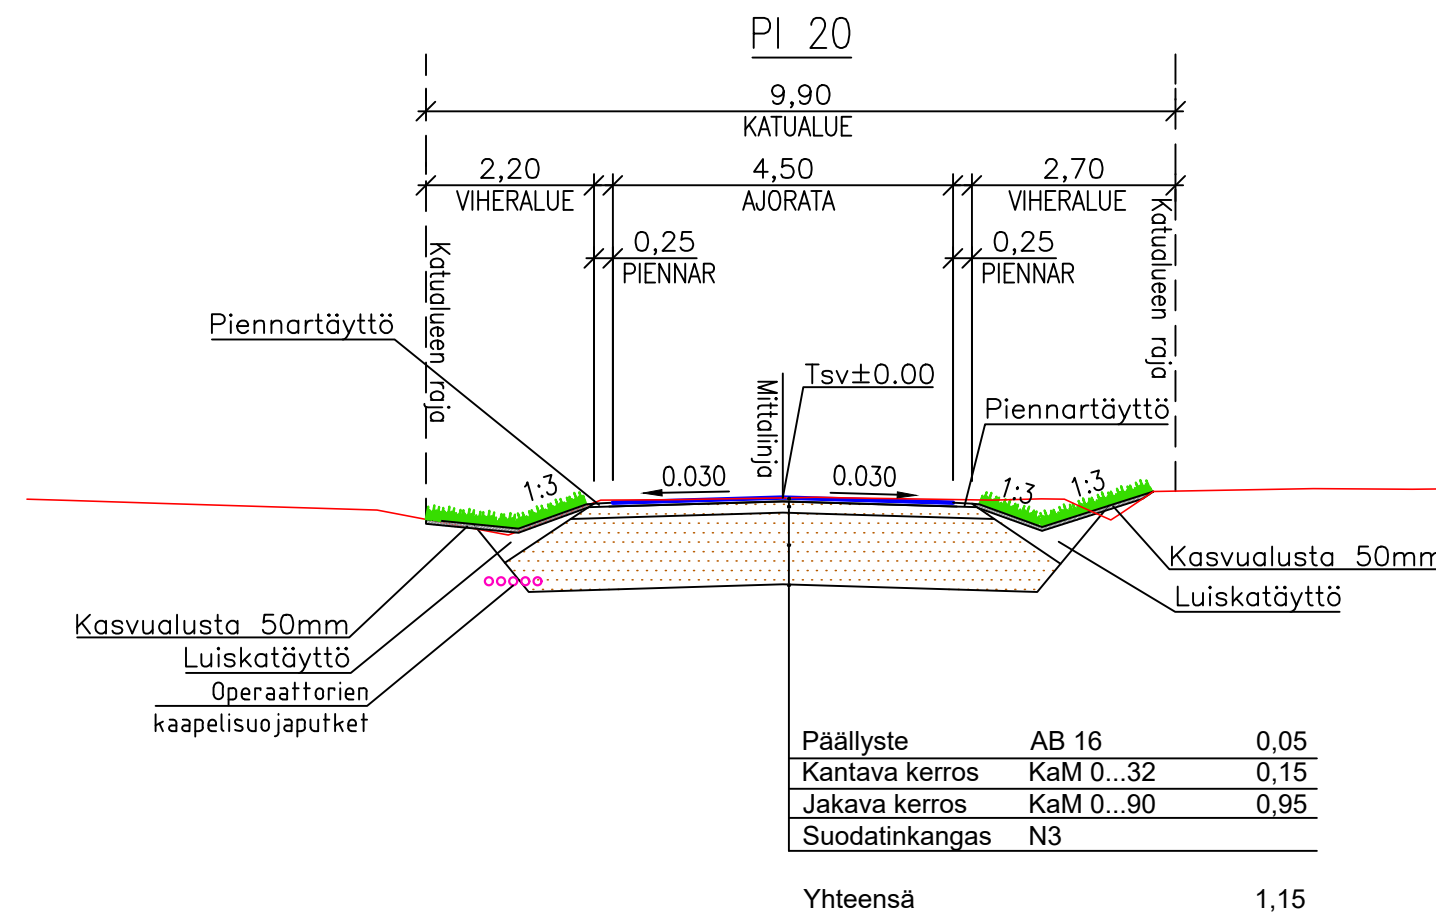 PI 20
9,90
KATUALUE
2,20
VIHERALUE
4,50
AJORATA
2,70
VIHERALUE
0,25
PIENNAR
0,25
PIENNAR
Katualueen raja
Katualueen raja
Piennartäyttö
Mittalinja
Tsv±0.00
Piennartäyttö
1:3
0.030
0.030
1:3
1:3
Kasvualusta 50mm
Luiskatäyttö
Kasvualusta 50mm
Luiskatäyttö
Operaattorien
kaapelisuojaputket
Päällyste AB 16 0,05
Kantava kerros KaM 0...32 0,15
Jakava kerros KaM 0...90 0,95
Suodatinkangas N3
Yhteensä 1,15